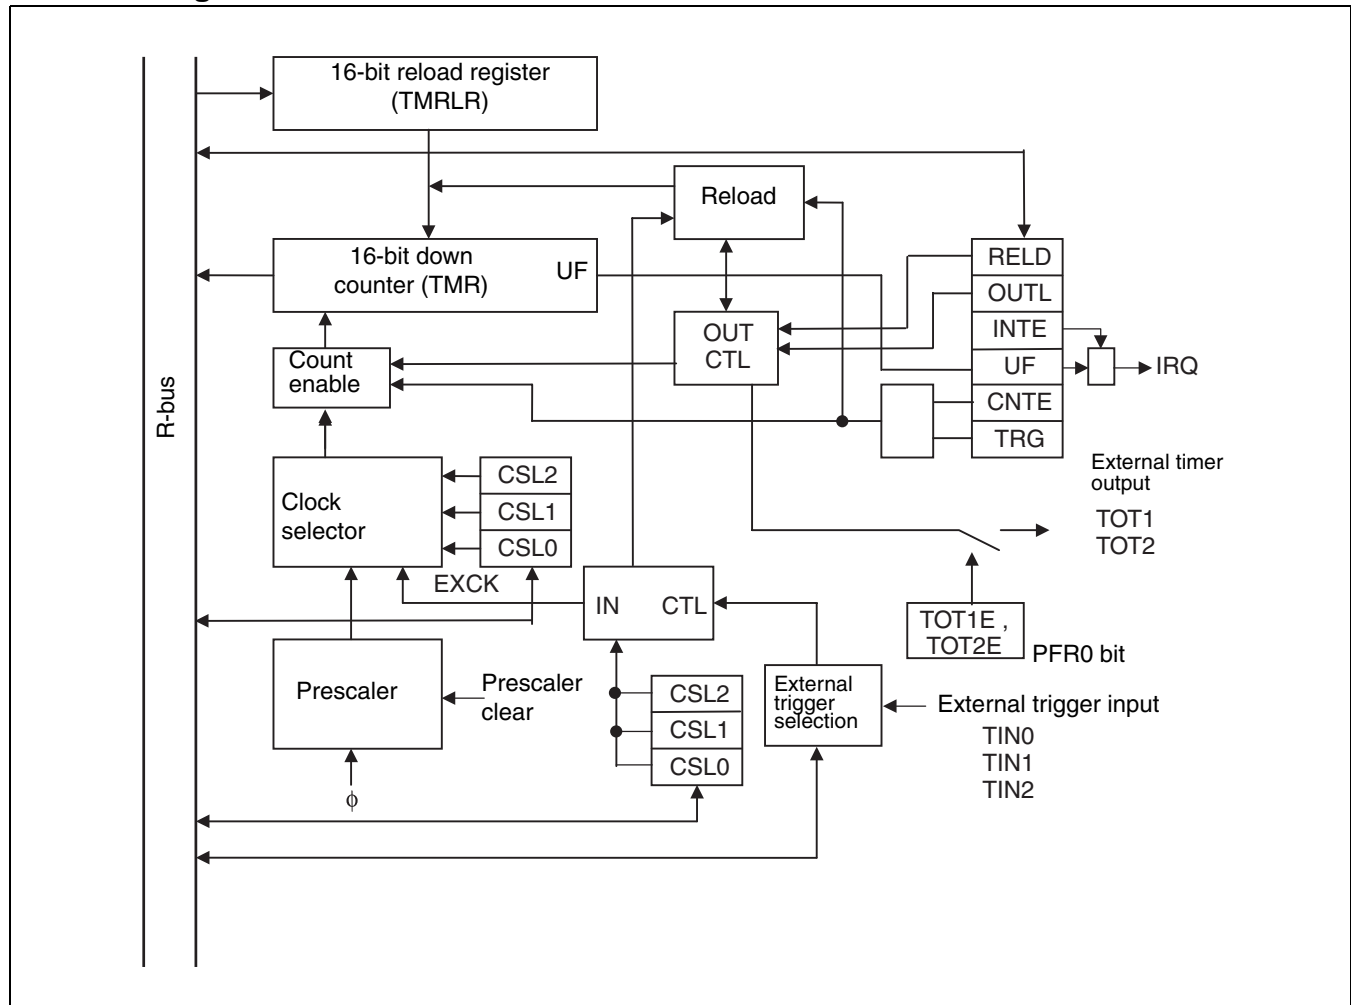 16-bit reload register
(TMRLR)
Reload
16-bit down
counter (TMR)
UF
RELD
OUTL
INTE
UF
CNTE
TRG
OUT
CTL
IRQ
Count
enable
R-bus
External timer
output
TOT1
TOT2
Clock
selector
CSL2
CSL1
CSL0
EXCK
IN CTL
TOT1E ,
TOT2E
PFR0 bit
Prescaler
Prescaler
clear
CSL2
CSL1
CSL0
External
trigger
selection
External trigger input
TIN0
TIN1
TIN2
ϕ